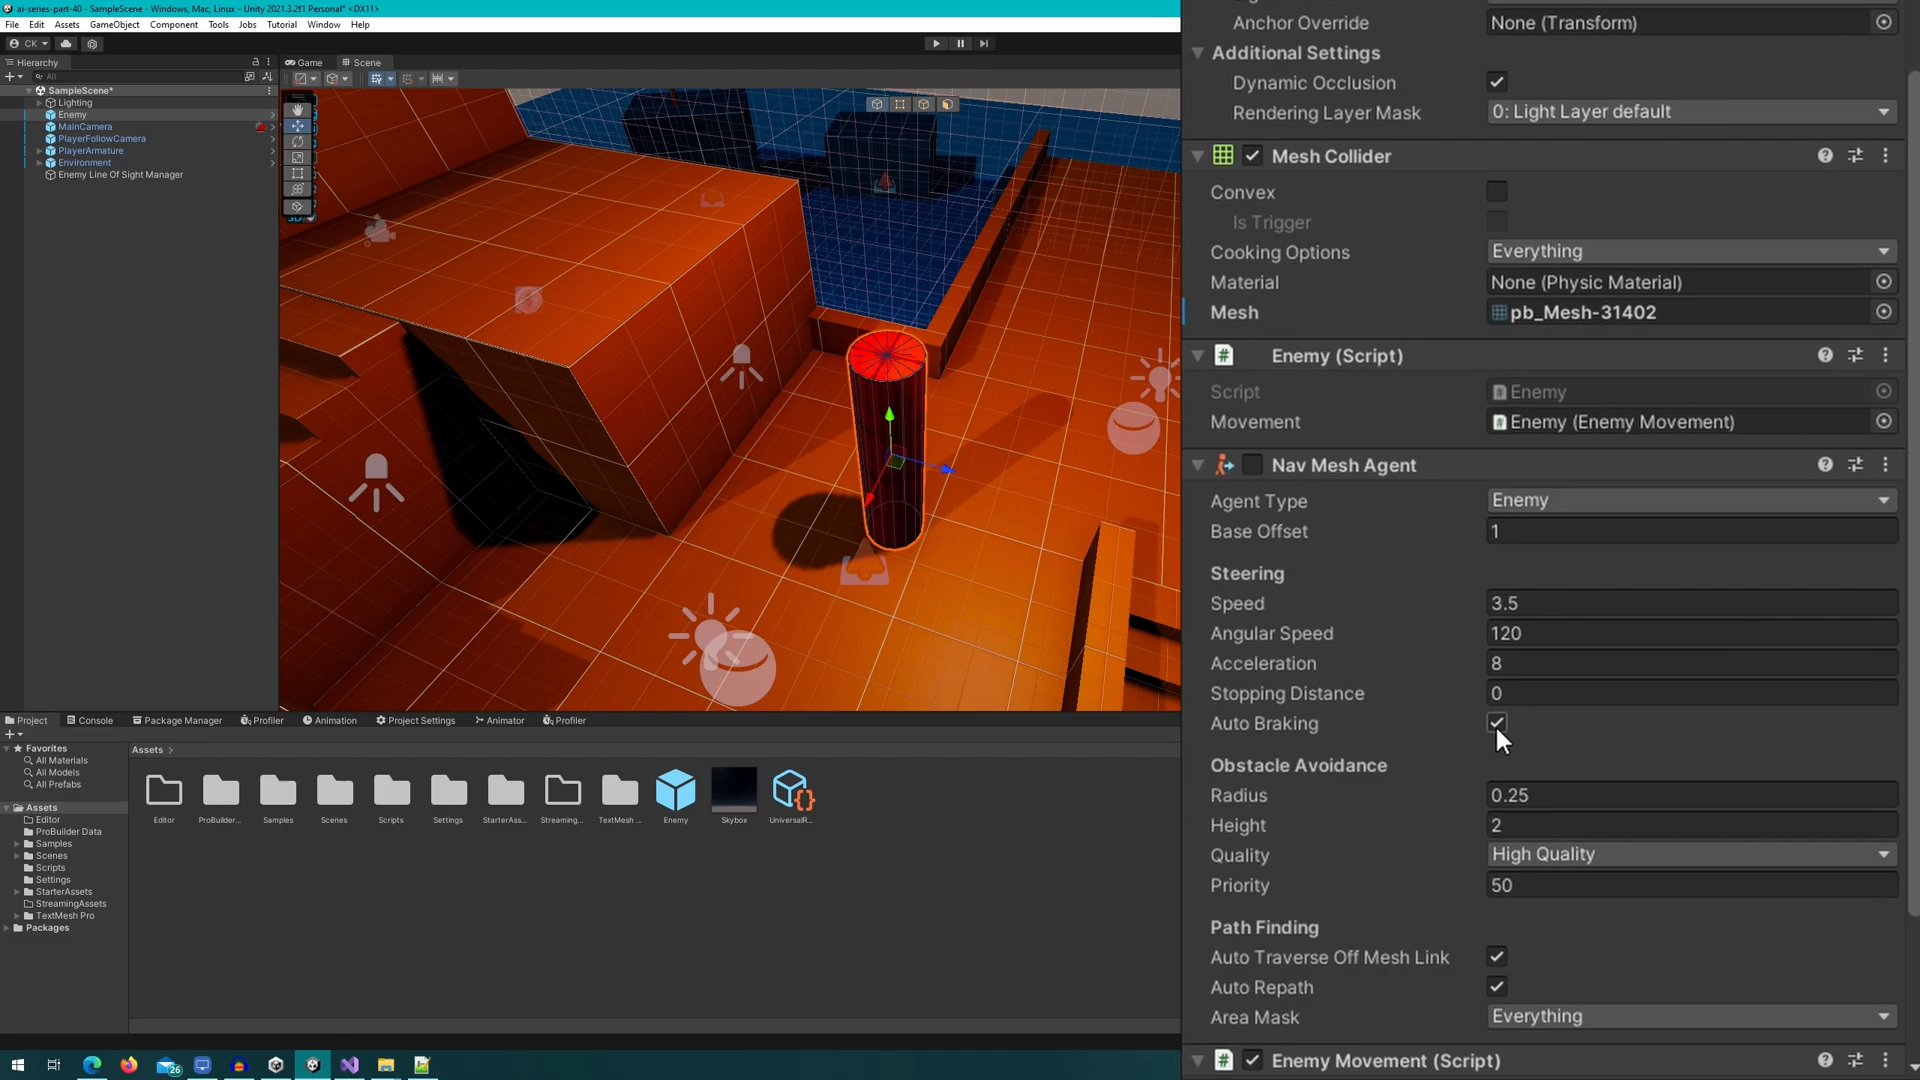 ai-series-part-40 - SampleScene - Windows, Mac, Linux - Unity 2021.3.2f1 Personal* <DX11>
File Edit Assets GameObject Component Tools Jobs Tutorial Window Help
CK
Hierarchy
All
SampleScene*
Lighting
Enemy
MainCamera
PlayerFollowCamera
PlayerArmature
Environment
Enemy Line Of Sight Manager
Game
Scene
Anchor Override
None (Transform)
Additional Settings
Dynamic Occlusion
Rendering Layer Mask
0: Light Layer default
Mesh Collider
Convex
Is Trigger
Cooking Options
Everything
Material
None (Physic Material)
Mesh
pb_Mesh-31402
Enemy (Script)
Script
Enemy
Movement
Enemy (Enemy Movement)
Nav Mesh Agent
Agent Type
Enemy
Base Offset
1
Steering
Speed
3.5
Angular Speed
120
Acceleration
8
Stopping Distance
0
Auto Braking
Obstacle Avoidance
Radius
0.25
Height
2
Quality
High Quality
Priority
50
Path Finding
Auto Traverse Off Mesh Link
Auto Repath
Area Mask
Everything
Enemy Movement (Script)
Project
Console
Package Manager
Profiler
Animation
Project Settings
Animator
Profiler
Favorites
All Materials
All Models
All Prefabs
Assets
Editor
ProBuilder Data
Samples
Scenes
Scripts
Settings
StarterAssets
StreamingAssets
TextMesh Pro
Packages
Assets
Editor
ProBuilder...
Samples
Scenes
Scripts
Settings
StarterAss...
Streaming...
TextMesh ...
Enemy
Skybox
UniversalR...
26